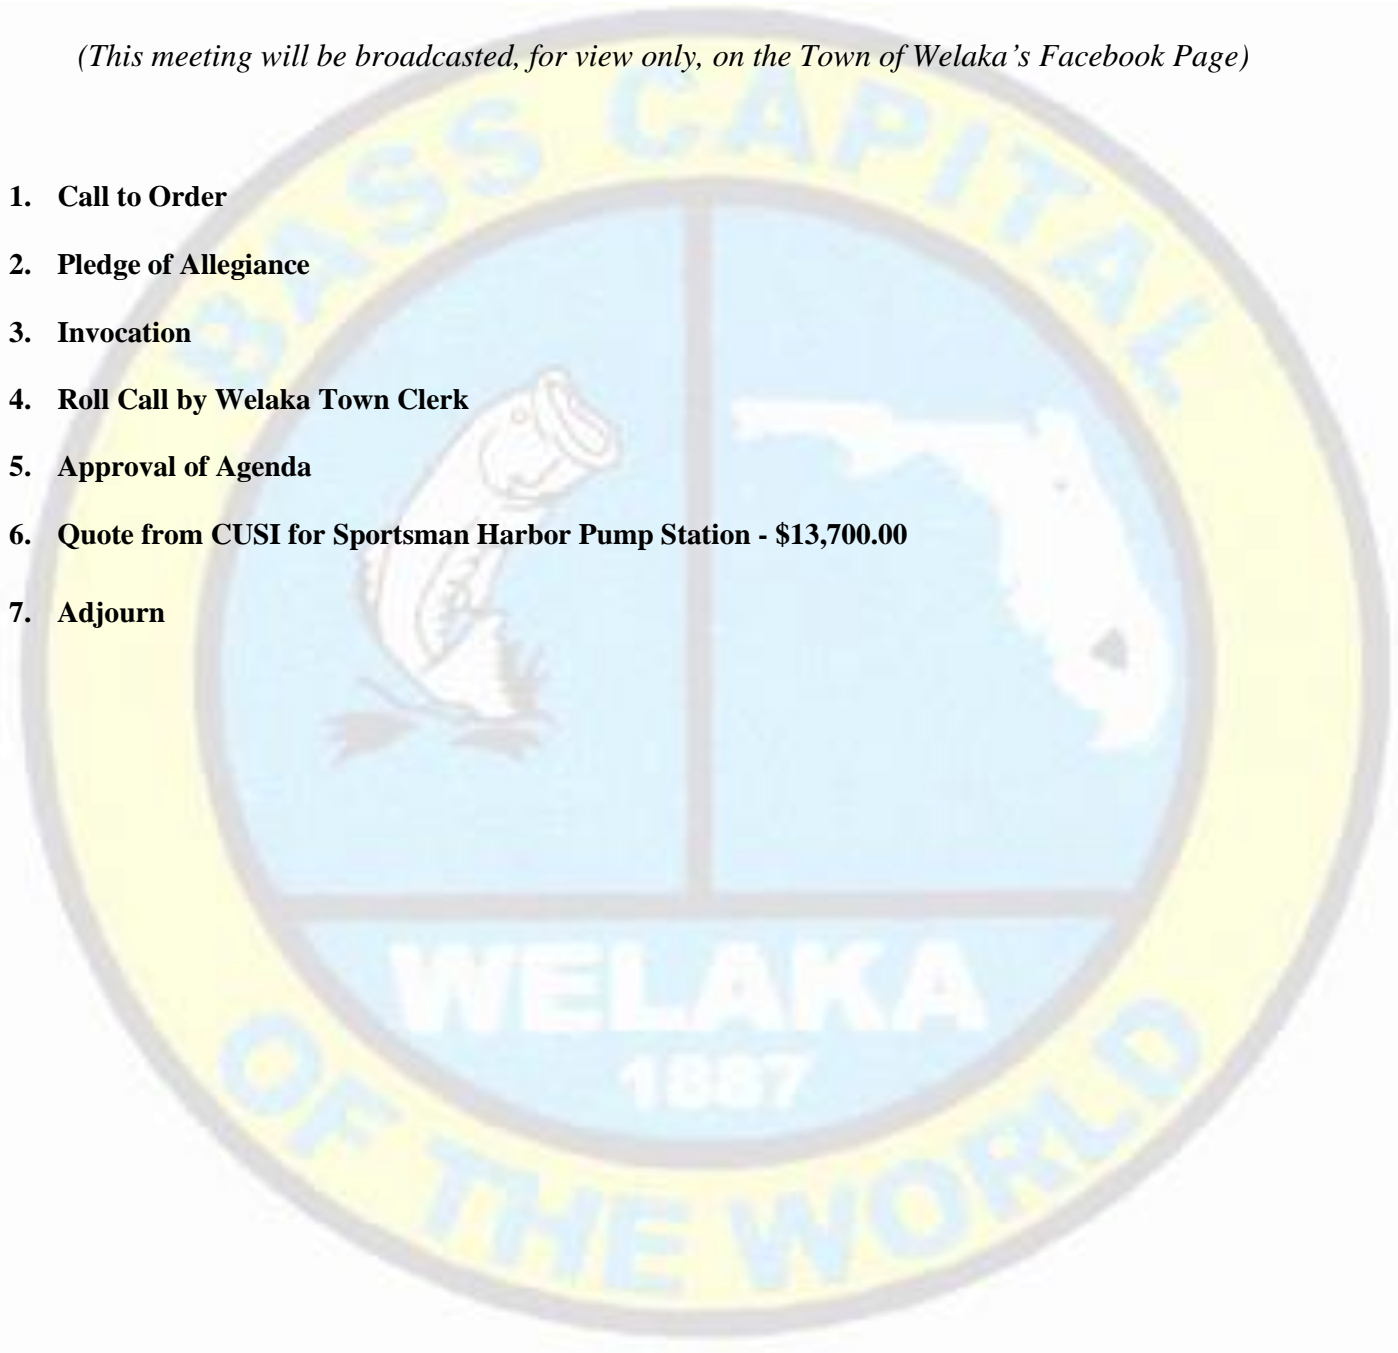 (This meeting will be broadcasted, for view only, on the Town of Welaka’s Facebook Page)
1. Call to Order
2. Pledge of Allegiance
3. Invocation
4. Roll Call by Welaka Town Clerk
5. Approval of Agenda
6. Quote from CUSI for Sportsman Harbor Pump Station - $13,700.00
7. Adjourn
BASS CAPITAL
WELAKA
1887
OF THE WORLD